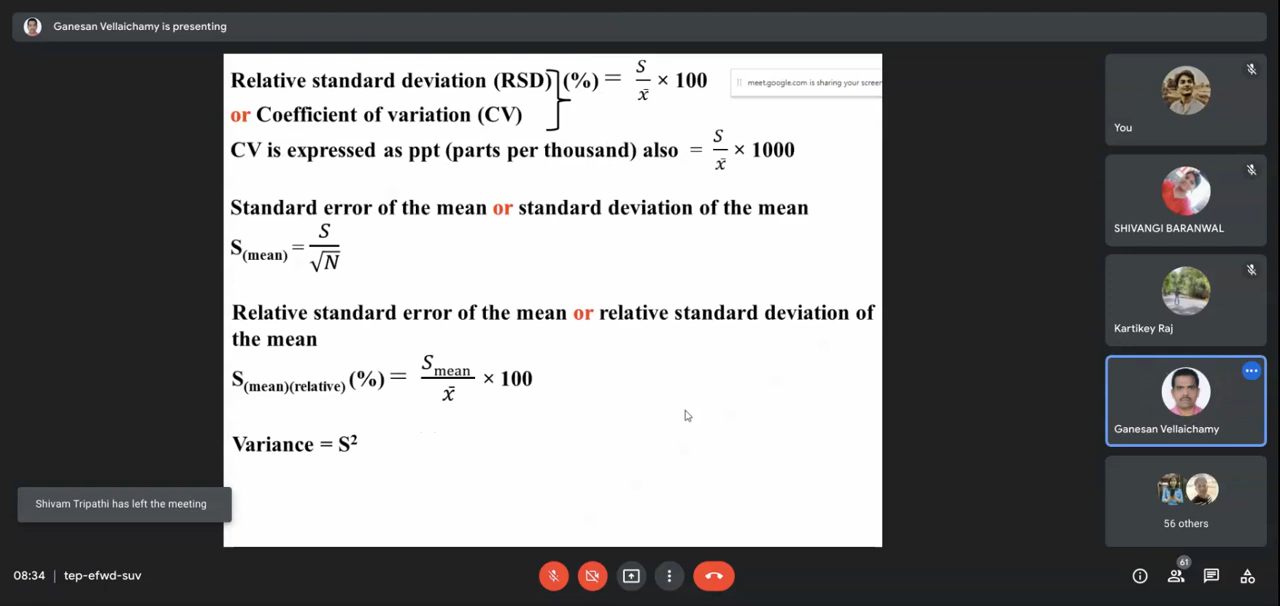 Ganesan Vellaichamy is presenting
Relative standard deviation (RSD) (%) = S/x̄ × 100
or Coefficient of variation (CV)
meet.google.com is sharing your screen
CV is expressed as ppt (parts per thousand) also = S/x̄ × 1000
Standard error of the mean or standard deviation of the mean
S(mean) = S/√N
Relative standard error of the mean or relative standard deviation of
the mean
S(mean)(relative) (%) = Smean/x̄ × 100
Variance = S²
Shivam Tripathi has left the meeting
You
SHIVANGI BARANWAL
Kartikey Raj
Ganesan Vellaichamy
56 others
08:34 | tep-efwd-suv
61